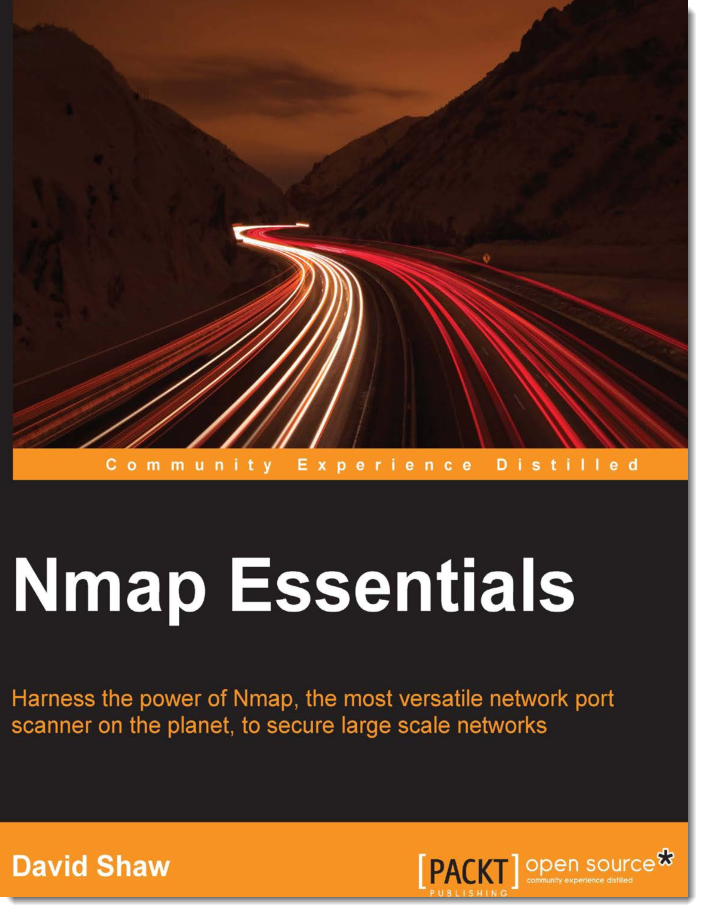 Community Experience Distilled
Nmap Essentials
Harness the power of Nmap, the most versatile network port
scanner on the planet, to secure large scale networks
David Shaw
[PACKT] open source*
PUBLISHING community experience distilled